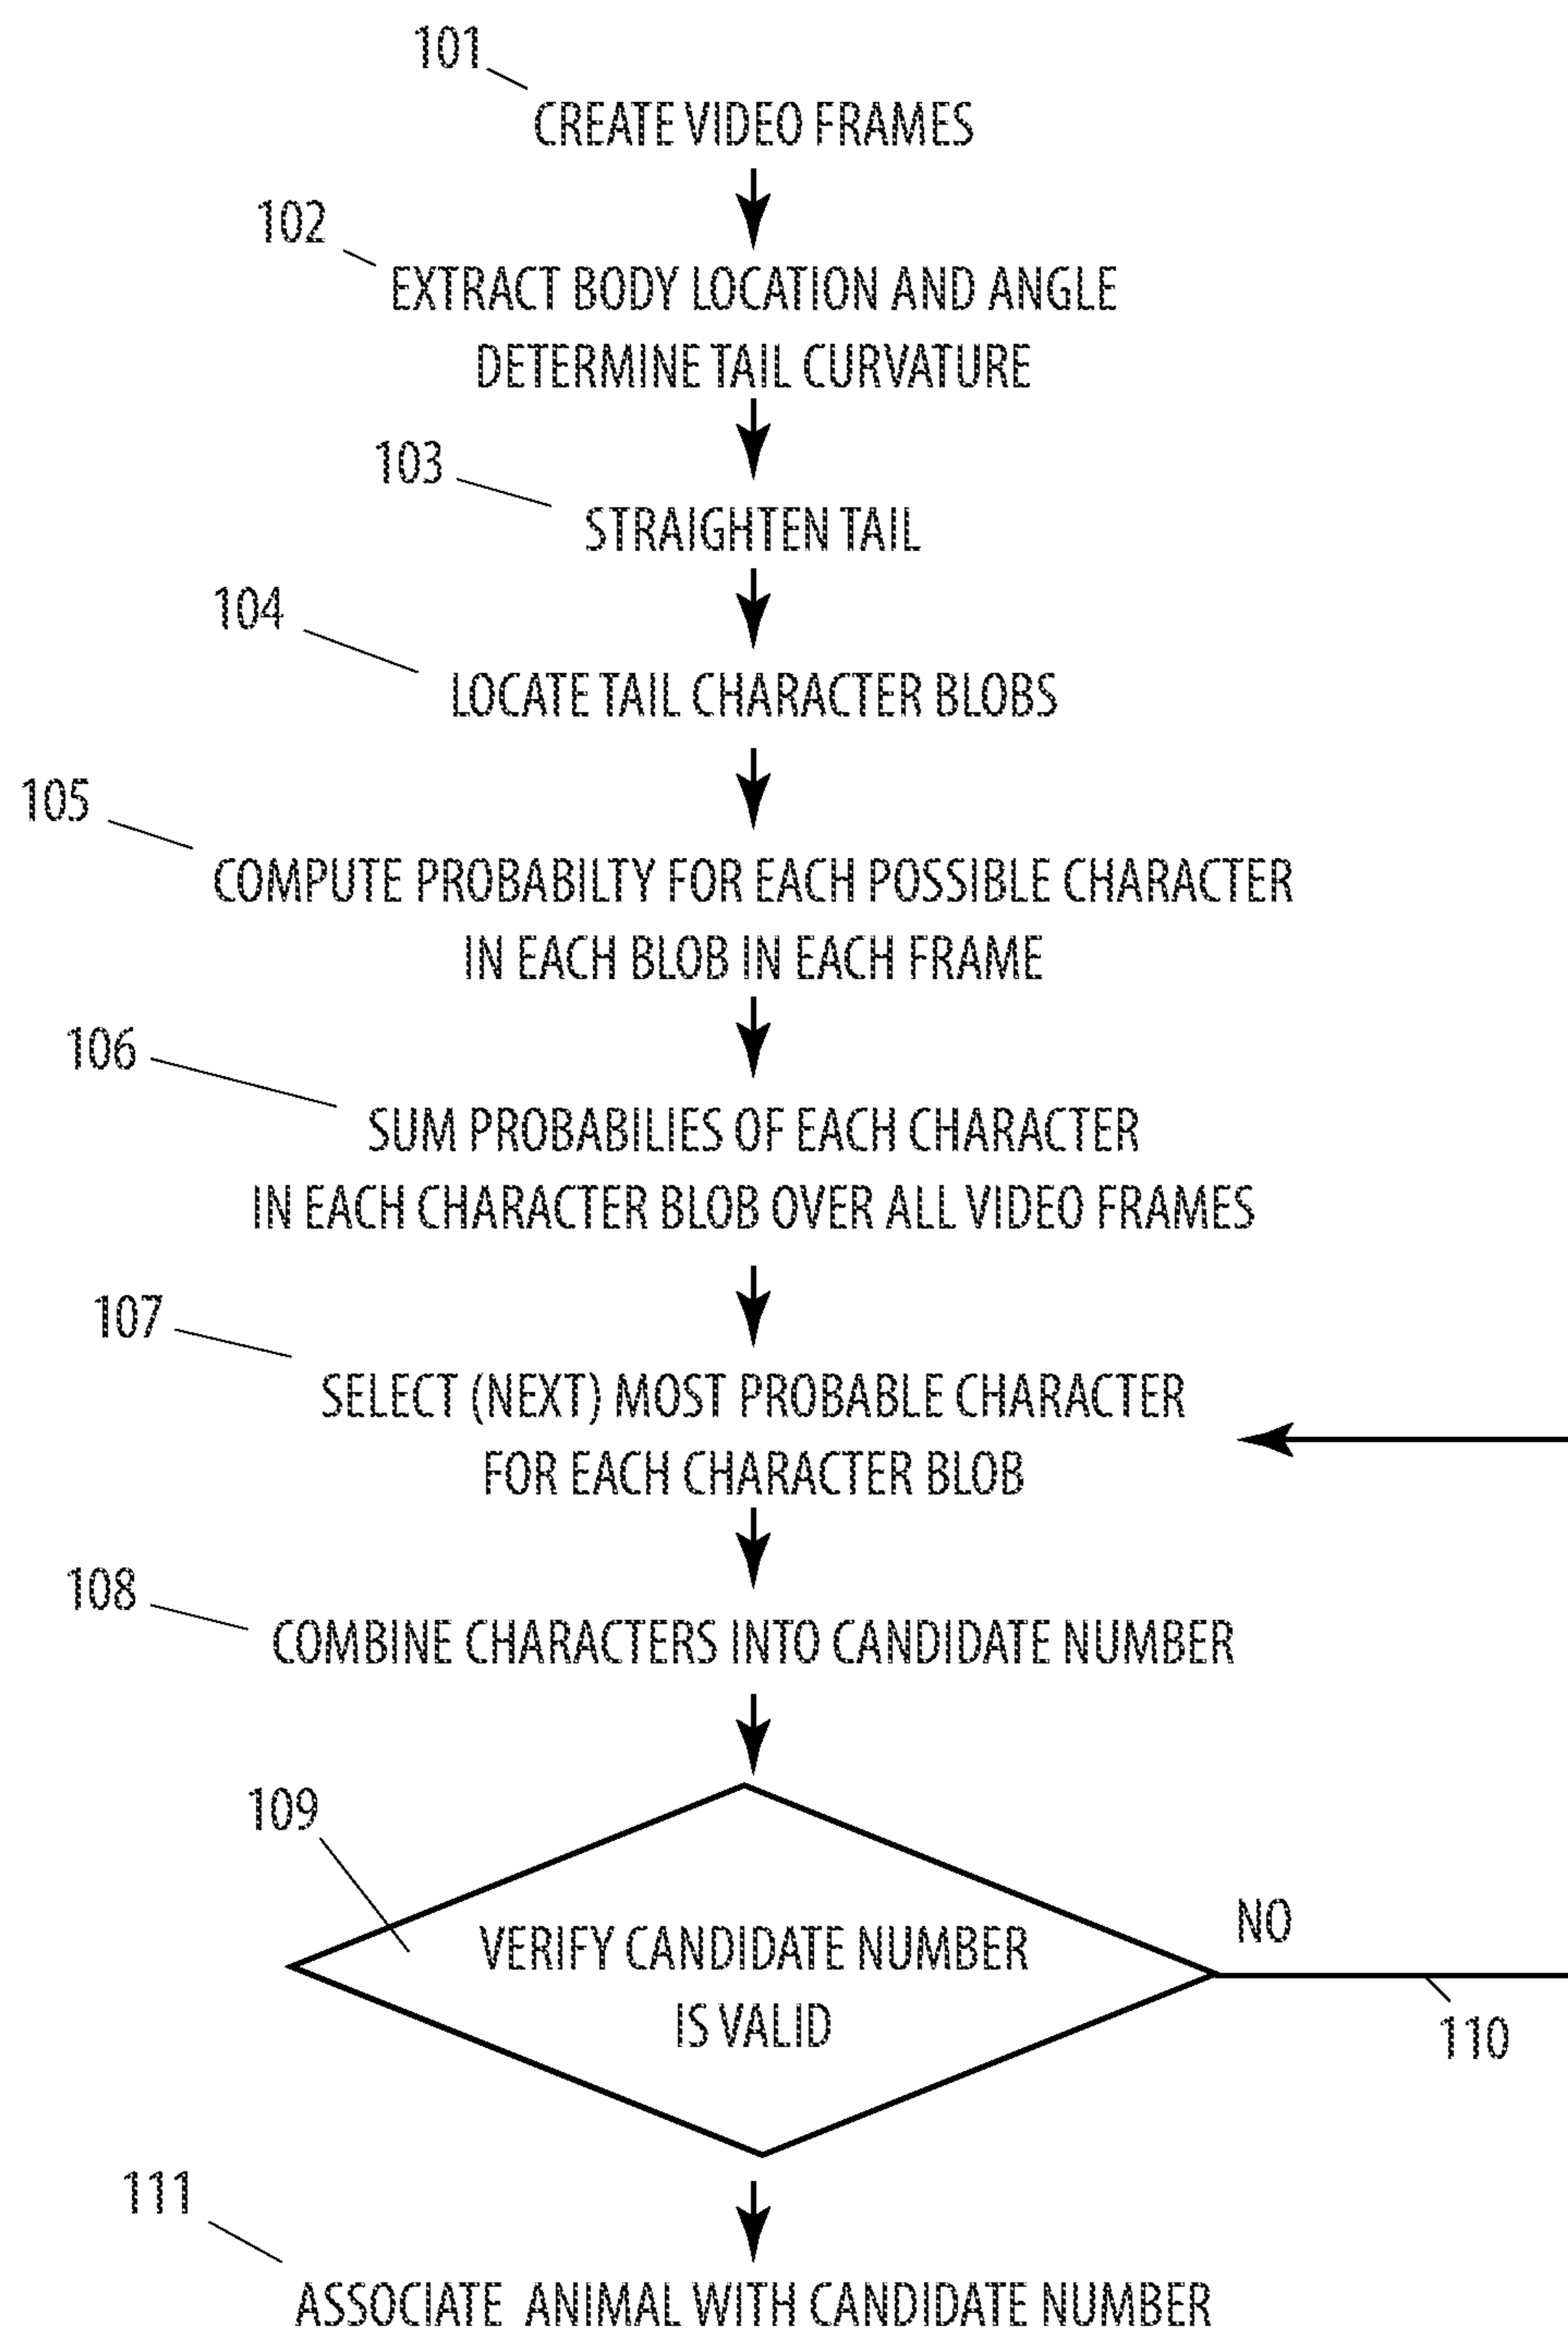 101
CREATE VIDEO FRAMES
102
EXTRACT BODY LOCATION AND ANGLE
DETERMINE TAIL CURVATURE
103
STRAIGHTEN TAIL
104
LOCATE TAIL CHARACTER BLOBS
105
COMPUTE PROBABILTY FOR EACH POSSIBLE CHARACTER
IN EACH BLOB IN EACH FRAME
106
SUM PROBABILIES OF EACH CHARACTER
IN EACH CHARACTER BLOB OVER ALL VIDEO FRAMES
107
SELECT (NEXT) MOST PROBABLE CHARACTER
FOR EACH CHARACTER BLOB
108
COMBINE CHARACTERS INTO CANDIDATE NUMBER
109
VERIFY CANDIDATE NUMBER
IS VALID
NO
110
111
ASSOCIATE ANIMAL WITH CANDIDATE NUMBER